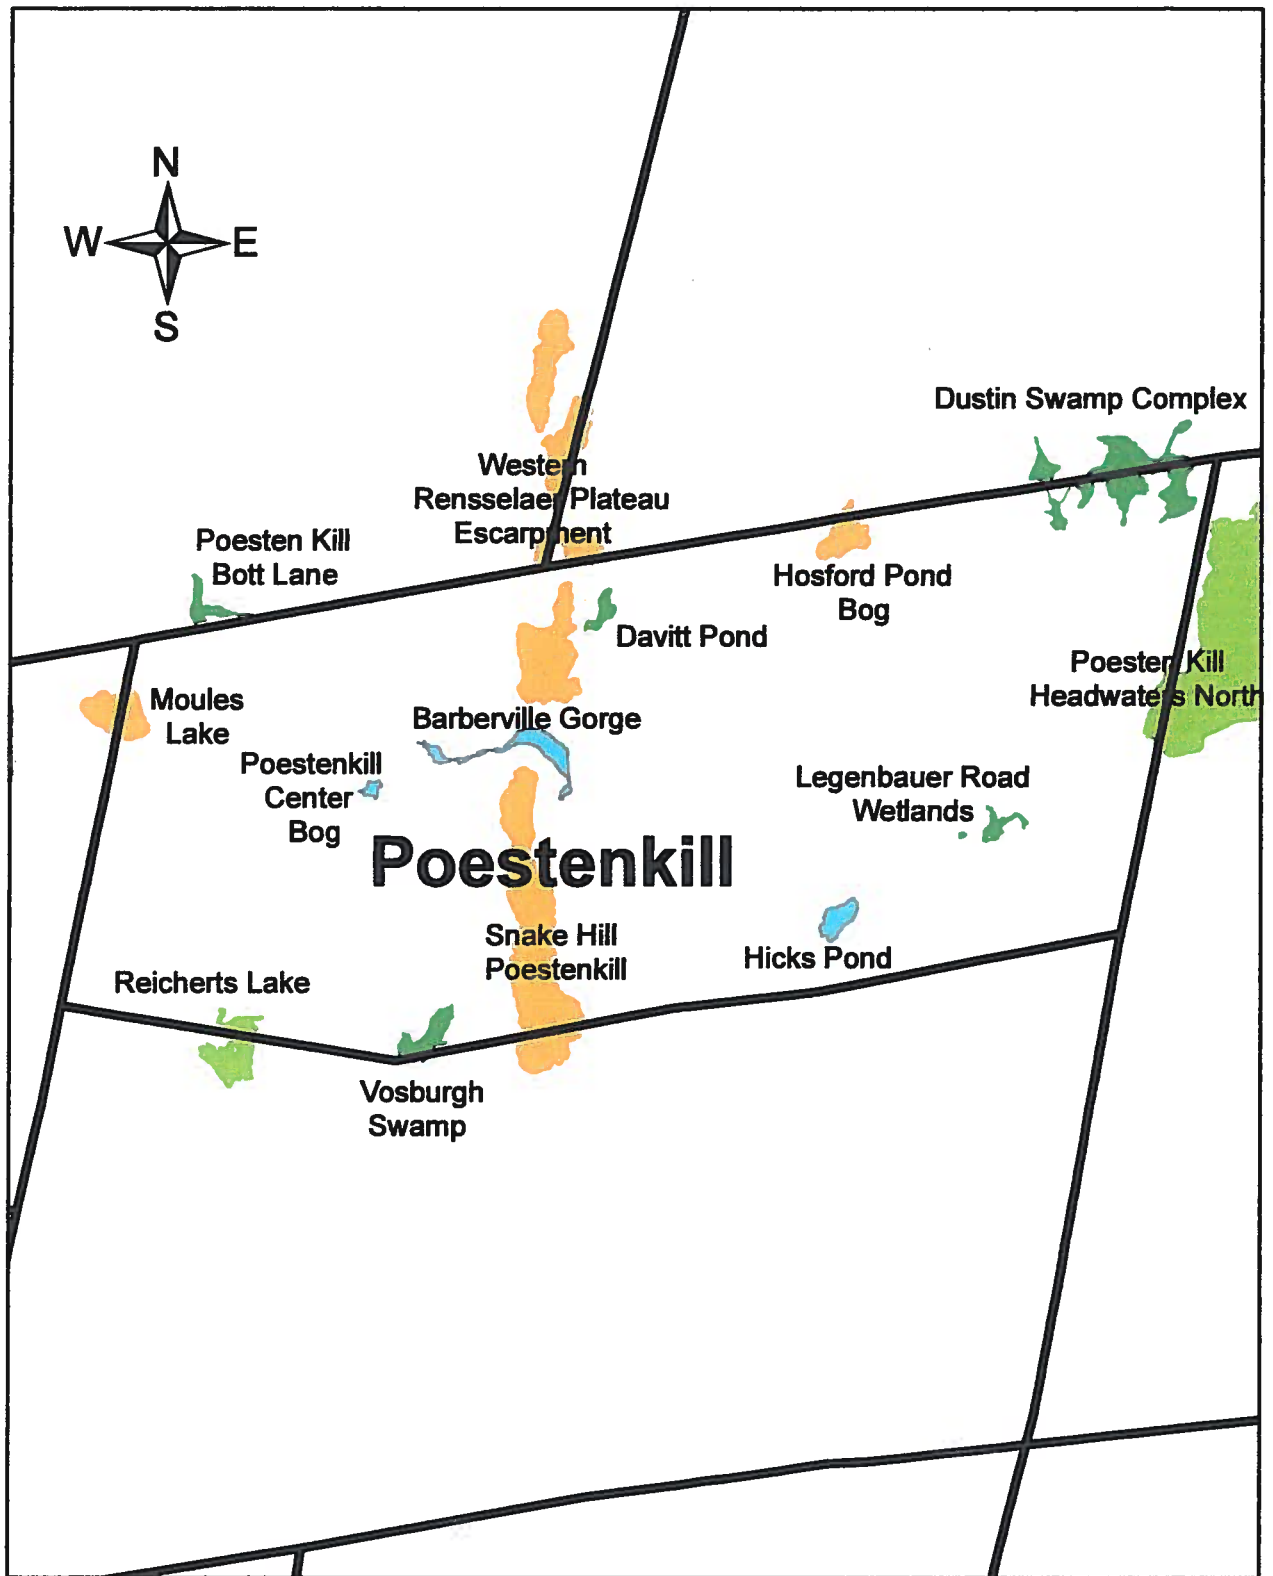 N
W E
S
Dustin Swamp Complex
Western
Rensselaer Plateau
Escarpment
Poesten Kill
Bott Lane
Hosford Pond
Bog
Davitt Pond
Poesten Kill
Headwaters North
Moules
Lake
Barberville Gorge
Poestenkill
Center
Bog
Legenbauer Road
Wetlands
Poestenkill
Snake Hill
Poestenkill
Hicks Pond
Reicherts Lake
Vosburgh
Swamp